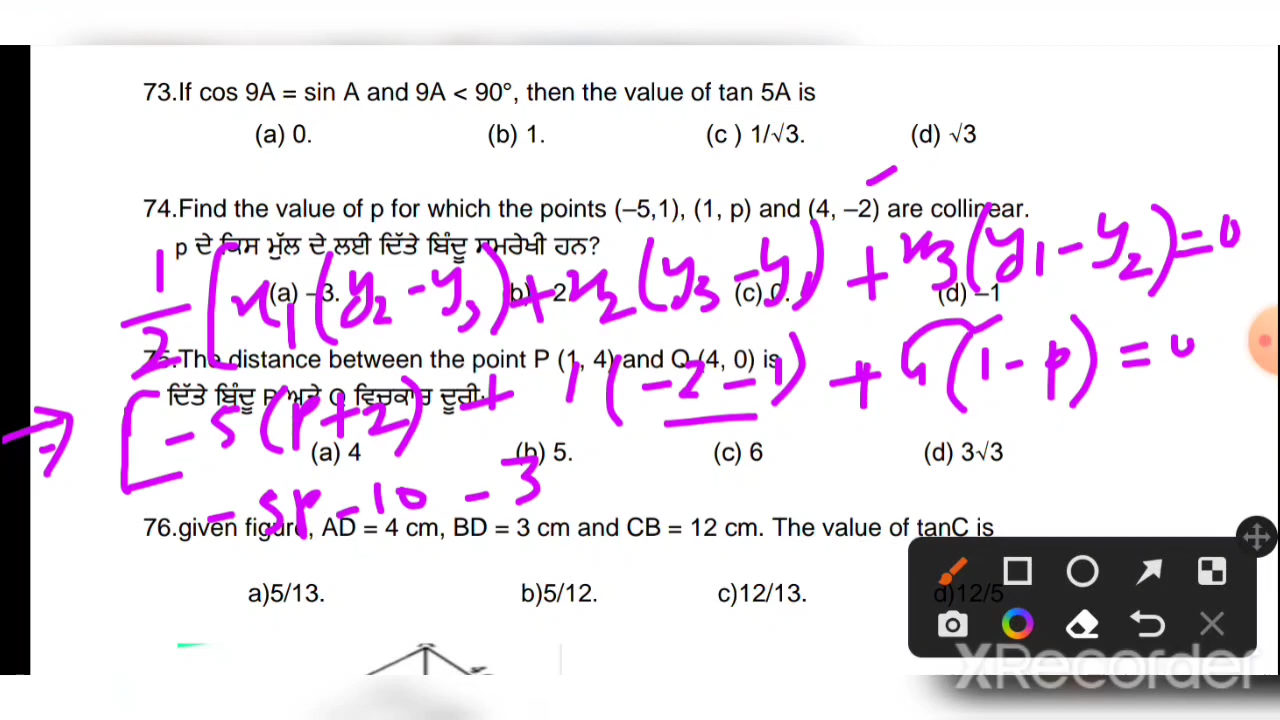 73.If cos 9A = sin A and 9A < 90°, then the value of tan 5A is
(a) 0. (b) 1. (c ) 1/√3. (d) √3
74.Find the value of p for which the points (–5,1), (1, p) and (4, –2) are collinear.
p ਦੇ ਕਿਸ ਮੁੱਲ ਦੇ ਲਈ ਦਿੱਤੇ ਬਿੰਦੂ ਸਮਰੇਖੀ ਹਨ?
1/2 [x1(y2 - y3) + x2(y3 - y1) + x3(y1 - y2) = 0
(a) –3. (b) –2. (c) 0. (d) –1
75.The distance between the point P (1, 4) and Q (4, 0) is
⇒ [-5(p+2) + 1(-2-1) + 4(1-p) = 0
ਦਿੱਤੇ ਬਿੰਦੂ P ਅਤੇ Q ਵਿਚਕਾਰ ਦੂਰੀ
(a) 4 (b) 5. (c) 6 (d) 3√3
-5p -10 -3
76.given figure, AD = 4 cm, BD = 3 cm and CB = 12 cm. The value of tanC is
a)5/13. b)5/12. c)12/13. d)12/5
XRecorder